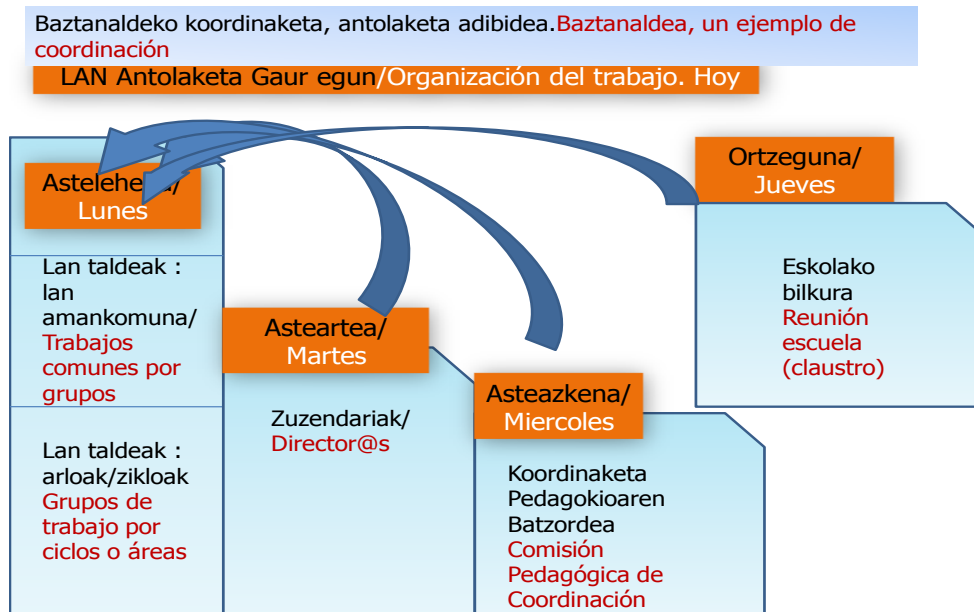 Baztanaldeko koordinaketa, antolaketa adibidea.Baztanaldea, un ejemplo de
coordinación
LAN Antolaketa Gaur egun/Organización del trabajo. Hoy
Astelehena/
Lunes
Lan taldeak :
lan
amankomuna/
Trabajos
comunes por
grupos
Lan taldeak :
arloak/zikloak
Grupos de
trabajo por
ciclos o áreas
Asteartea/
Martes
Zuzendariak/
Director@s
Asteazkena/
Miercoles
Koordinaketa
Pedagokioaren
Batzordea
Comisión
Pedagógica de
Coordinación
Ortzeguna/
Jueves
Eskolako
bilkura
Reunión
escuela
(claustro)